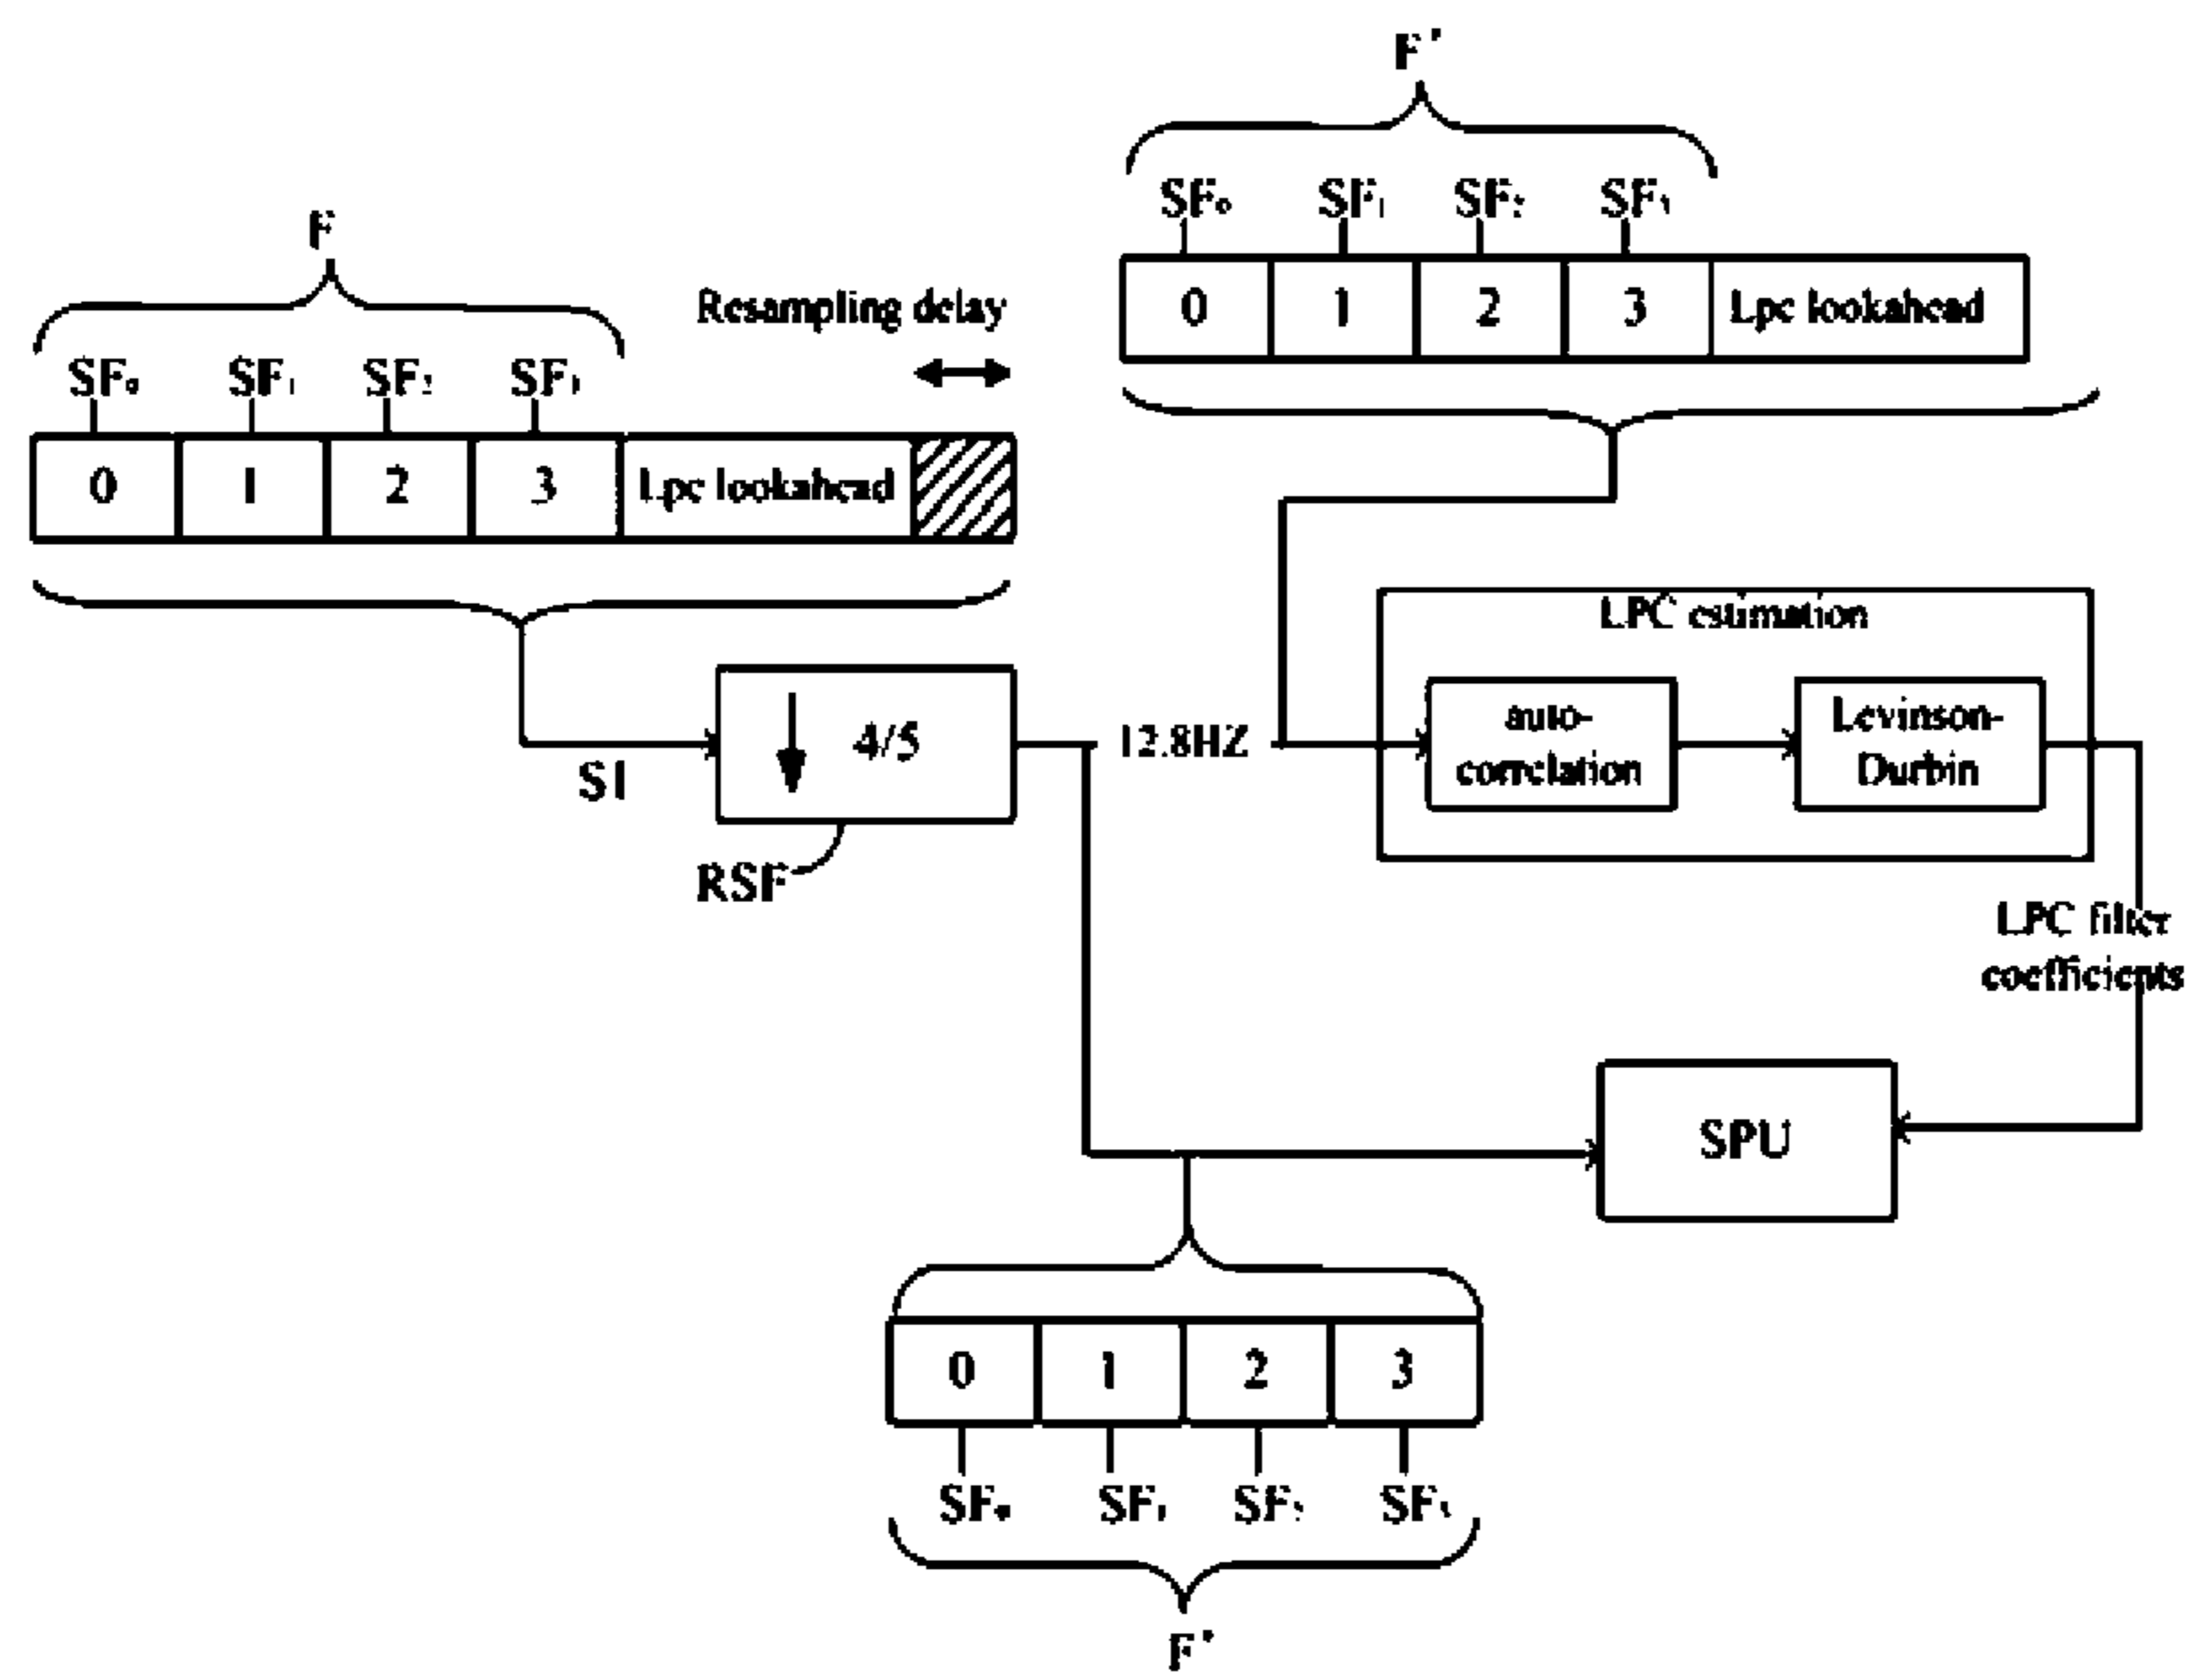 F'
SF₀ SF₁ SF₂ SF₃
0 1 2 3 Lpc lookahead
F
Resampling delay
SF₀ SF₁ SF₂ SF₃
0 1 2 3 Lpc lookahead
LPC estimation
auto-
correlation
Levinson-
Durbin
4/5
12.8HZ
S1
RSF
LPC filter
coefficients
SPU
0 1 2 3
SF₀ SF₁ SF₂ SF₃
F'